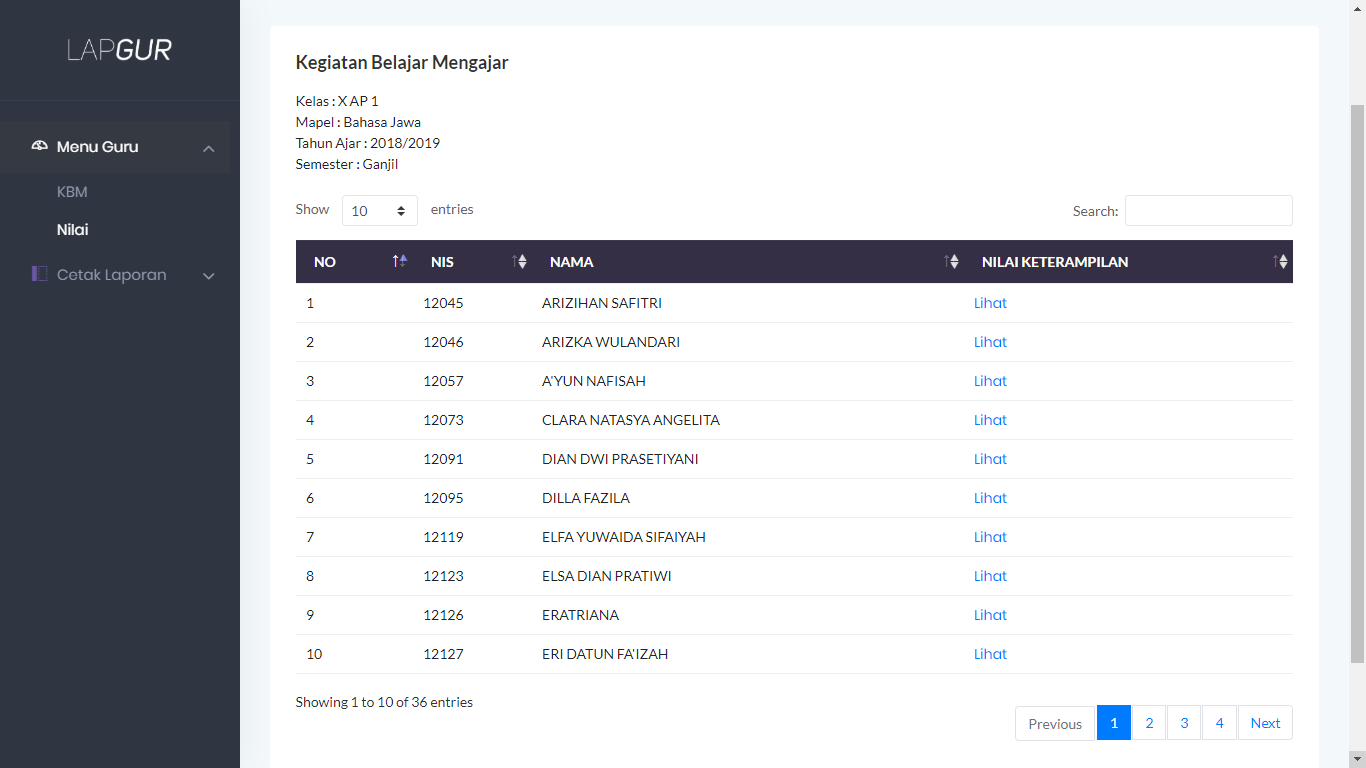 LAPGUR
Menu Guru
KBM
Nilai
Cetak Laporan
Kegiatan Belajar Mengajar
Kelas : X AP 1
Mapel : Bahasa Jawa
Tahun Ajar : 2018/2019
Semester : Ganjil
Show 10 entries Search:
NO NIS NAMA NILAI KETERAMPILAN
1 12045 ARIZIHAN SAFITRI Lihat
2 12046 ARIZKA WULANDARI Lihat
3 12057 A'YUN NAFISAH Lihat
4 12073 CLARA NATASYA ANGELITA Lihat
5 12091 DIAN DWI PRASETIYANI Lihat
6 12095 DILLA FAZILA Lihat
7 12119 ELFA YUWAIDA SIFAIYAH Lihat
8 12123 ELSA DIAN PRATIWI Lihat
9 12126 ERATRIANA Lihat
10 12127 ERI DATUN FA'IZAH Lihat
Showing 1 to 10 of 36 entries
Previous 1 2 3 4 Next